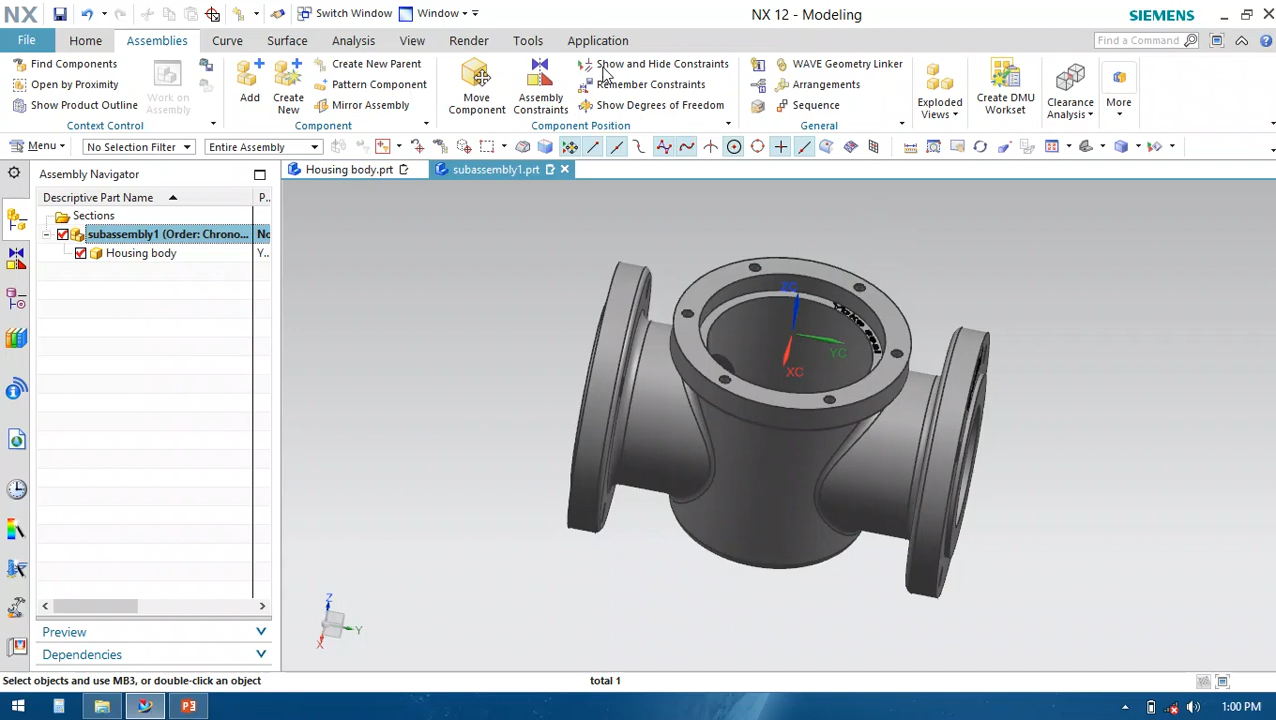 NX
Switch Window
Window
NX 12 - Modeling
SIEMENS
File
Home
Assemblies
Curve
Surface
Analysis
View
Render
Tools
Application
Find a Command
Find Components
Open by Proximity
Show Product Outline
Work on Assembly
Context Control
Add
Create New
Create New Parent
Pattern Component
Mirror Assembly
Component
Move Component
Assembly Constraints
Show and Hide Constraints
Remember Constraints
Show Degrees of Freedom
Component Position
WAVE Geometry Linker
Arrangements
Sequence
General
Exploded Views
Create DMU Workset
Clearance Analysis
More
Menu
No Selection Filter
Entire Assembly
Assembly Navigator
Housing body.prt
subassembly1.prt
Descriptive Part Name
P..
Sections
subassembly1 (Order: Chrono...
No
Housing body
Y..
YC
XC
Z
Y
X
Preview
Dependencies
Select objects and use MB3, or double-click an object
total 1
1:00 PM